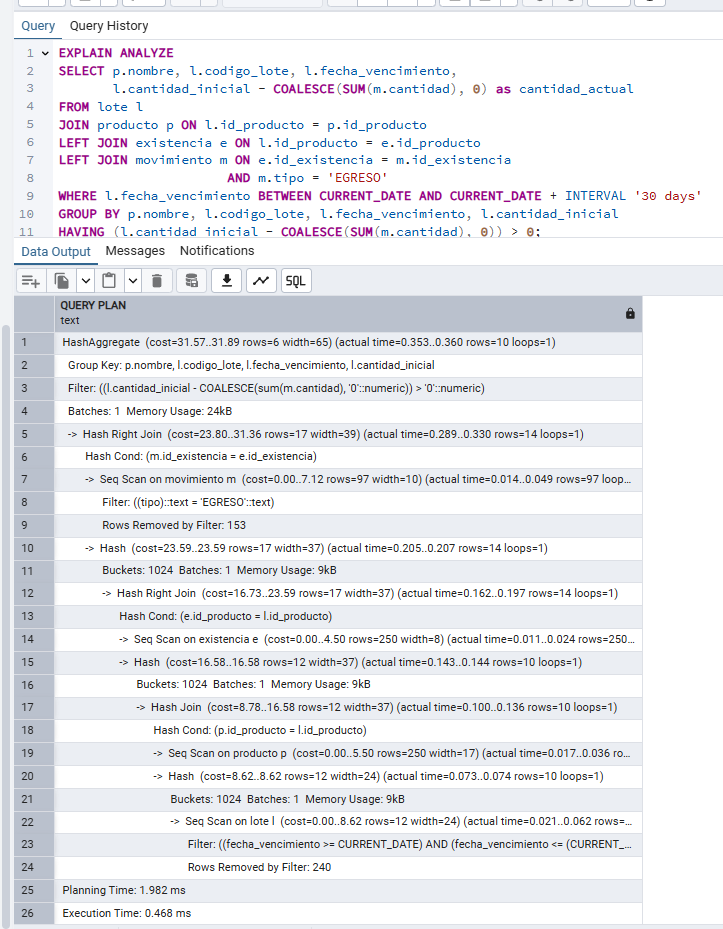 Query Query History
1 EXPLAIN ANALYZE
2 SELECT p.nombre, l.codigo_lote, l.fecha_vencimiento,
3 l.cantidad_inicial - COALESCE(SUM(m.cantidad), 0) as cantidad_actual
4 FROM lote l
5 JOIN producto p ON l.id_producto = p.id_producto
6 LEFT JOIN existencia e ON l.id_producto = e.id_producto
7 LEFT JOIN movimiento m ON e.id_existencia = m.id_existencia
8 AND m.tipo = 'EGRESO'
9 WHERE l.fecha_vencimiento BETWEEN CURRENT_DATE AND CURRENT_DATE + INTERVAL '30 days'
10 GROUP BY p.nombre, l.codigo_lote, l.fecha_vencimiento, l.cantidad_inicial
11 HAVING (l.cantidad_inicial - COALESCE(SUM(m.cantidad), 0)) > 0;
Data Output Messages Notifications
SQL
QUERY PLAN
text
1 HashAggregate (cost=31.57..31.89 rows=6 width=65) (actual time=0.353..0.360 rows=10 loops=1)
2 Group Key: p.nombre, l.codigo_lote, l.fecha_vencimiento, l.cantidad_inicial
3 Filter: ((l.cantidad_inicial - COALESCE(sum(m.cantidad), '0'::numeric)) > '0'::numeric)
4 Batches: 1 Memory Usage: 24kB
5 -> Hash Right Join (cost=23.80..31.36 rows=17 width=39) (actual time=0.289..0.330 rows=14 loops=1)
6 Hash Cond: (m.id_existencia = e.id_existencia)
7 -> Seq Scan on movimiento m (cost=0.00..7.12 rows=97 width=10) (actual time=0.014..0.049 rows=97 loop...
8 Filter: ((tipo)::text = 'EGRESO'::text)
9 Rows Removed by Filter: 153
10 -> Hash (cost=23.59..23.59 rows=17 width=37) (actual time=0.205..0.207 rows=14 loops=1)
11 Buckets: 1024 Batches: 1 Memory Usage: 9kB
12 -> Hash Right Join (cost=16.73..23.59 rows=17 width=37) (actual time=0.162..0.197 rows=14 loops=1)
13 Hash Cond: (e.id_producto = l.id_producto)
14 -> Seq Scan on existencia e (cost=0.00..4.50 rows=250 width=8) (actual time=0.011..0.024 rows=250...
15 -> Hash (cost=16.58..16.58 rows=12 width=37) (actual time=0.143..0.144 rows=10 loops=1)
16 Buckets: 1024 Batches: 1 Memory Usage: 9kB
17 -> Hash Join (cost=8.78..16.58 rows=12 width=37) (actual time=0.100..0.136 rows=10 loops=1)
18 Hash Cond: (p.id_producto = l.id_producto)
19 -> Seq Scan on producto p (cost=0.00..5.50 rows=250 width=17) (actual time=0.017..0.036 ro...
20 -> Hash (cost=8.62..8.62 rows=12 width=24) (actual time=0.073..0.074 rows=10 loops=1)
21 Buckets: 1024 Batches: 1 Memory Usage: 9kB
22 -> Seq Scan on lote l (cost=0.00..8.62 rows=12 width=24) (actual time=0.021..0.062 rows=...
23 Filter: ((fecha_vencimiento >= CURRENT_DATE) AND (fecha_vencimiento <= (CURRENT_...
24 Rows Removed by Filter: 240
25 Planning Time: 1.982 ms
26 Execution Time: 0.468 ms